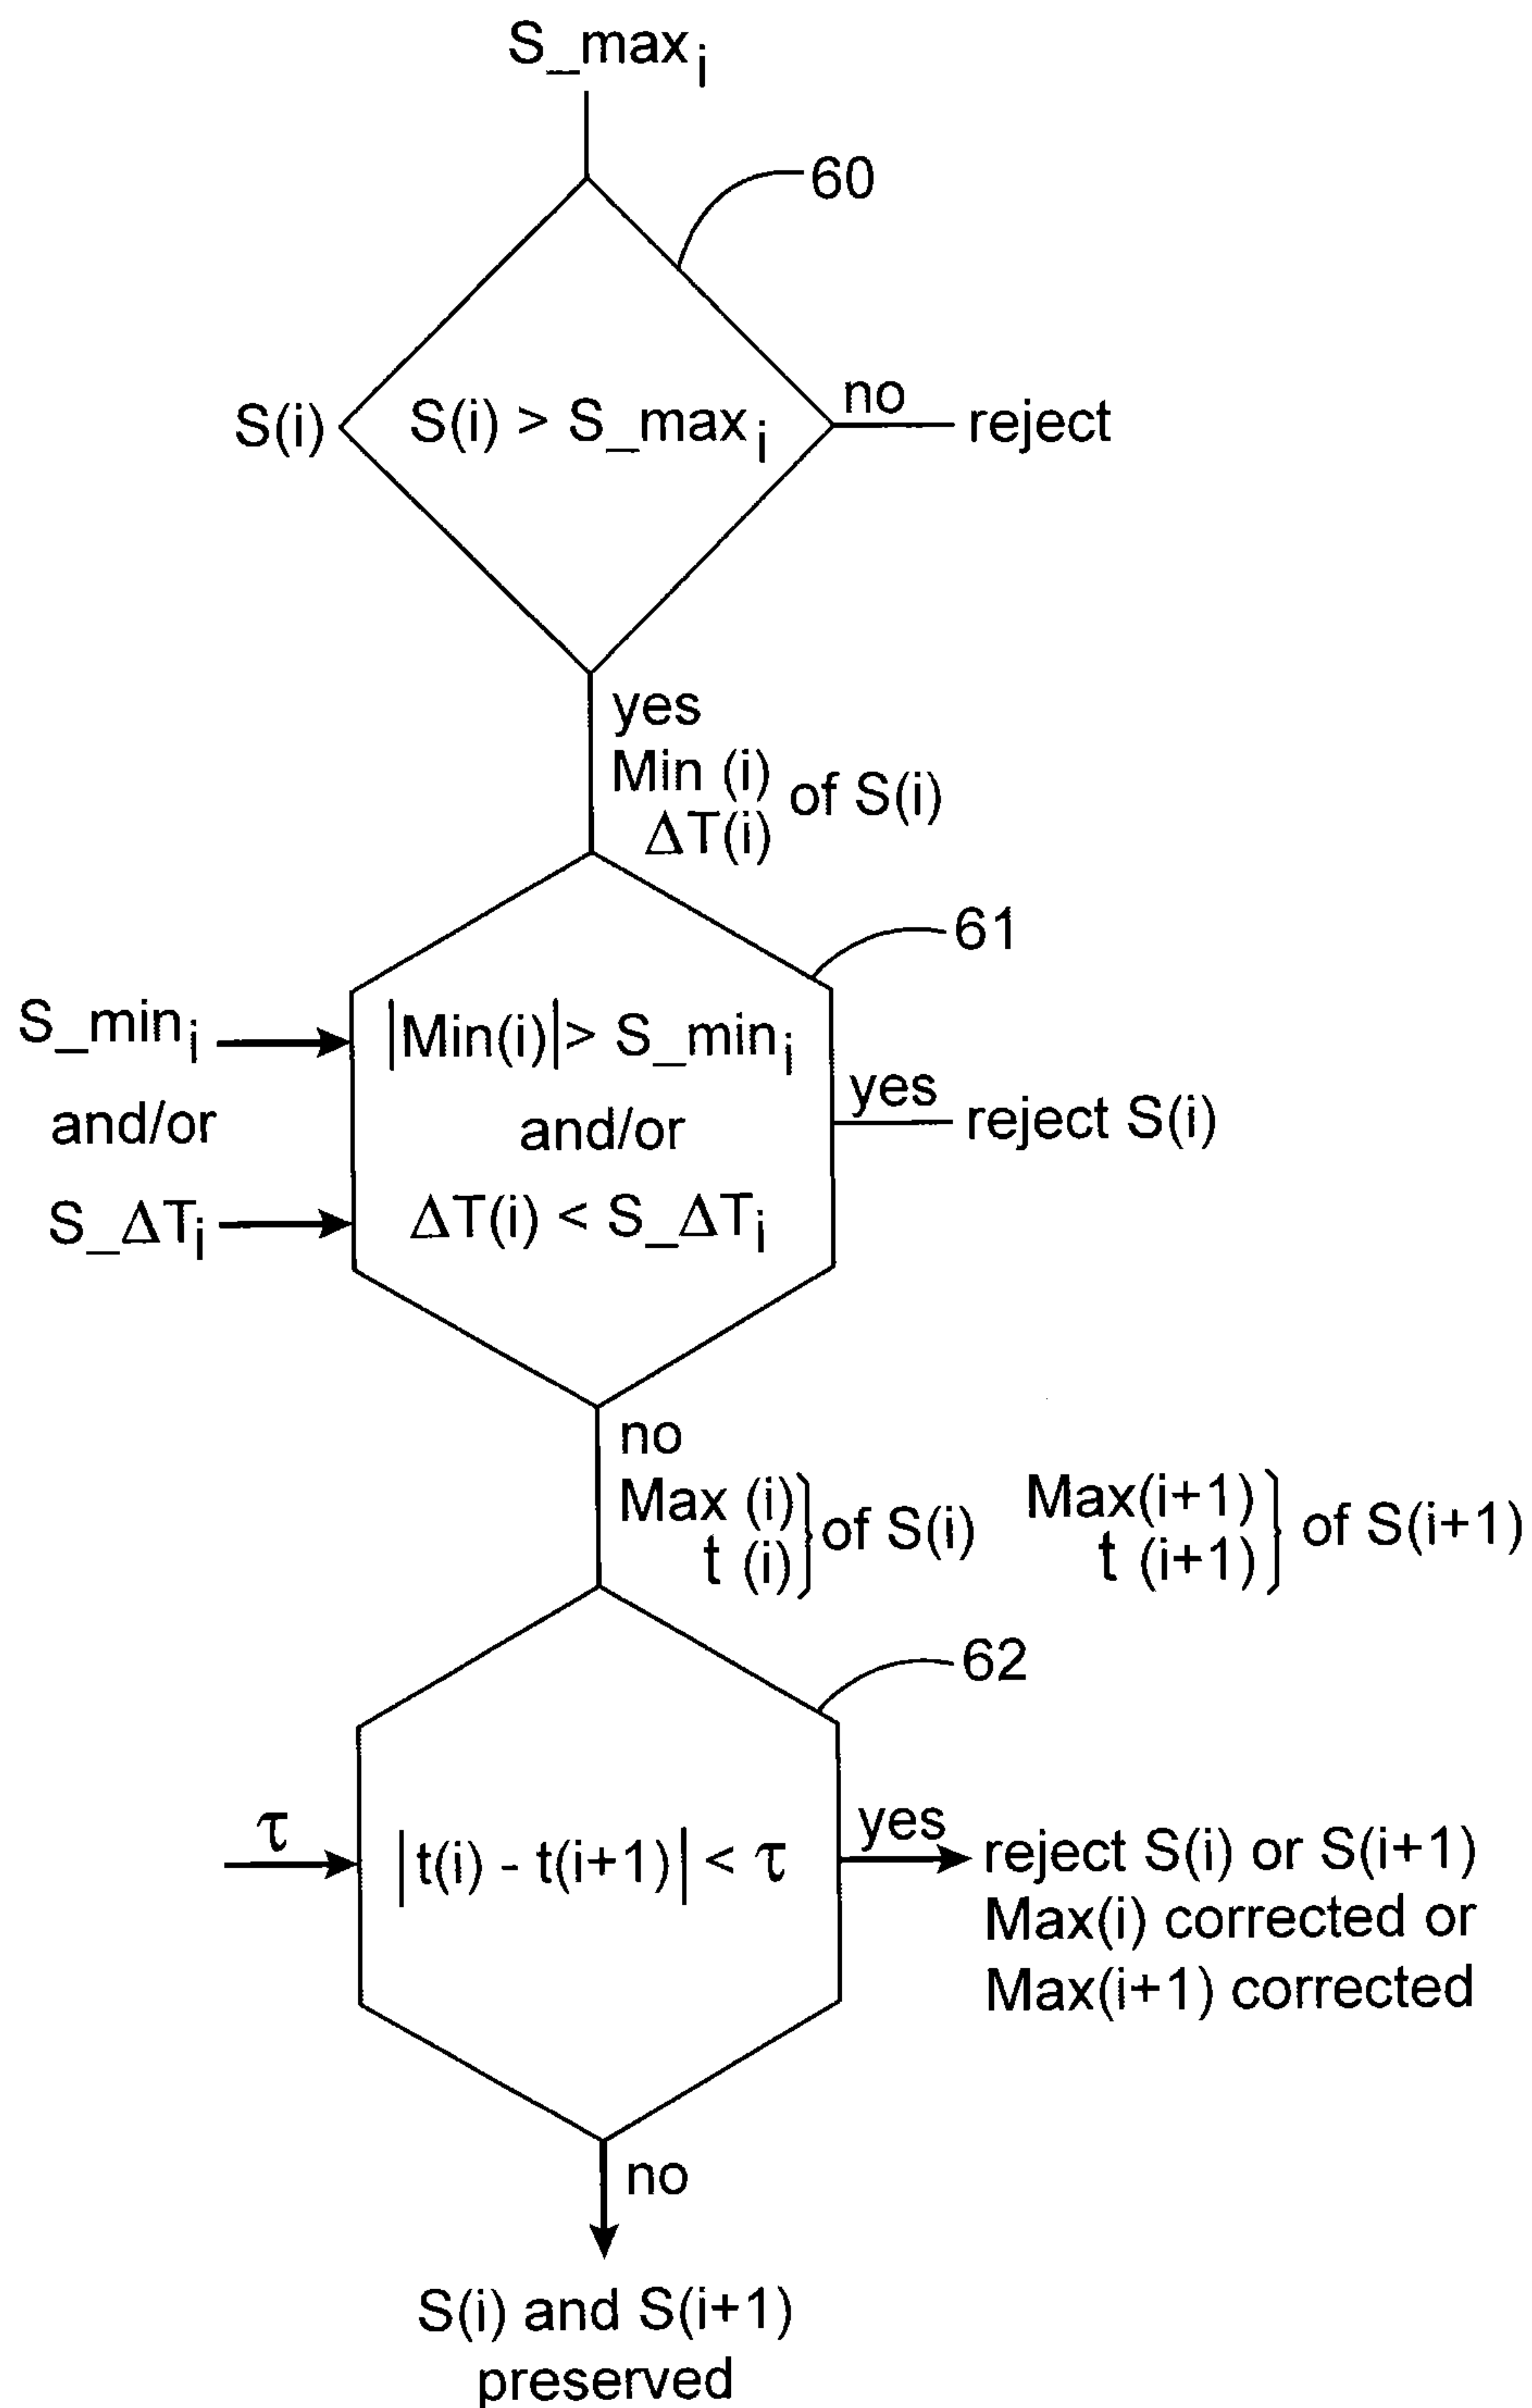 S_maxi
60
S(i)
S(i) > S_maxi
no
reject
yes
Min (i)
ΔT(i)
of S(i)
61
S_mini
and/or
S_ΔTi
|Min(i)|> S_mini
and/or
ΔT(i) < S_ΔTi
yes
reject S(i)
no
Max (i)
t (i)
of S(i)
Max(i+1)
t (i+1)
of S(i+1)
62
τ
|t(i) - t(i+1)| < τ
yes
reject S(i) or S(i+1)
Max(i) corrected or
Max(i+1) corrected
no
S(i) and S(i+1)
preserved